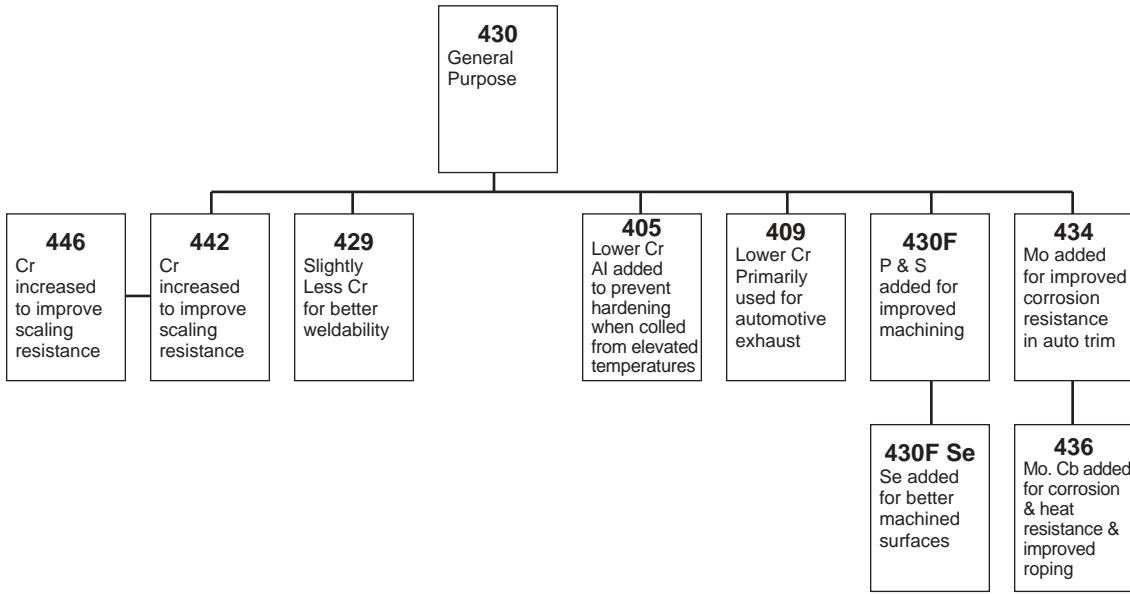 430
General
Purpose
446
Cr
increased
to improve
scaling
resistance
442
Cr
increased
to improve
scaling
resistance
429
Slightly
Less Cr
for better
weldability
405
Lower Cr
Al added
to prevent
hardening
when colled
from elevated
temperatures
409
Lower Cr
Primarily
used for
automotive
exhaust
430F
P & S
added for
improved
machining
434
Mo added
for improved
corrosion
resistance
in auto trim
430F Se
Se added
for better
machined
surfaces
436
Mo. Cb added
for corrosion
& heat
resistance &
improved
roping